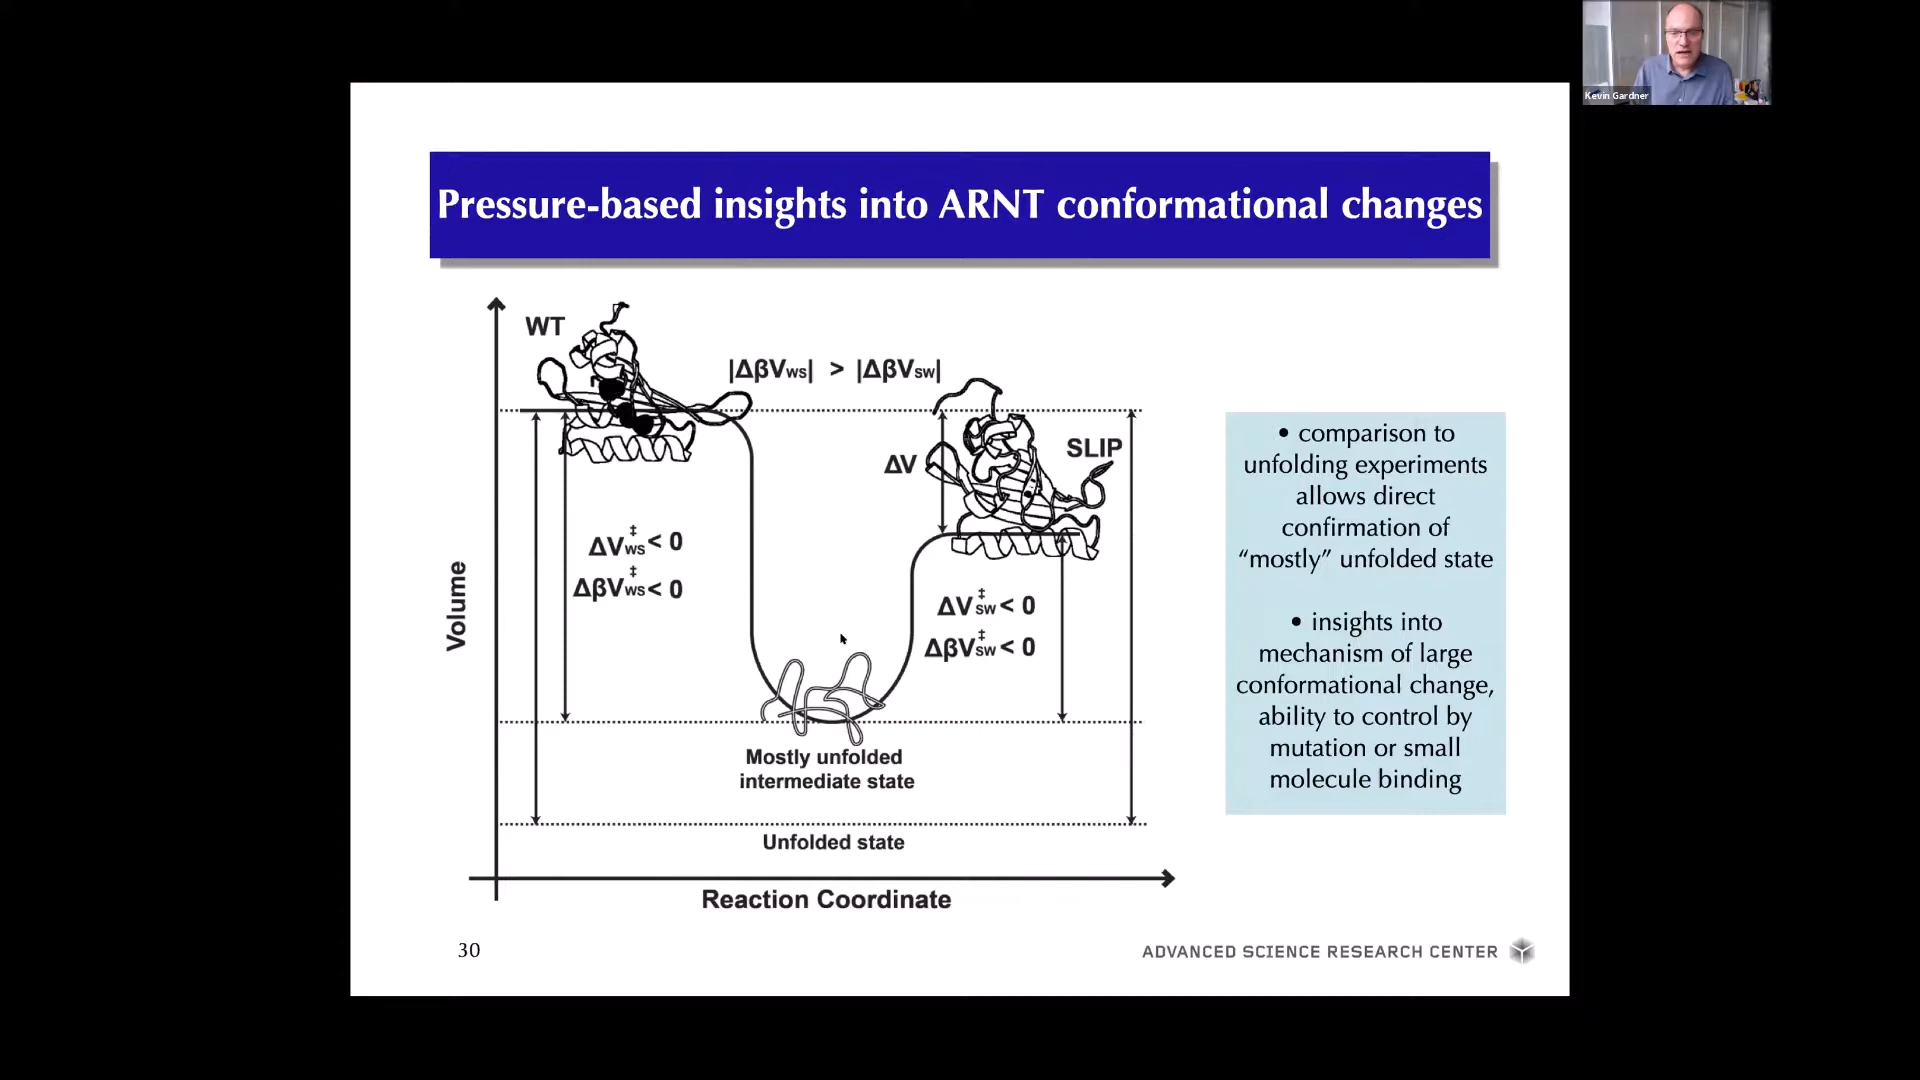 Kevin Gardner
Pressure-based insights into ARNT conformational changes
WT
|ΔβVws| > |ΔβVsw|
ΔV
SLIP
ΔV‡ws < 0
ΔβV‡ws < 0
ΔV‡sw < 0
ΔβV‡sw < 0
Volume
Mostly unfolded
intermediate state
Unfolded state
Reaction Coordinate
• comparison to
unfolding experiments
allows direct
confirmation of
“mostly” unfolded state
• insights into
mechanism of large
conformational change,
ability to control by
mutation or small
molecule binding
30
ADVANCED SCIENCE RESEARCH CENTER